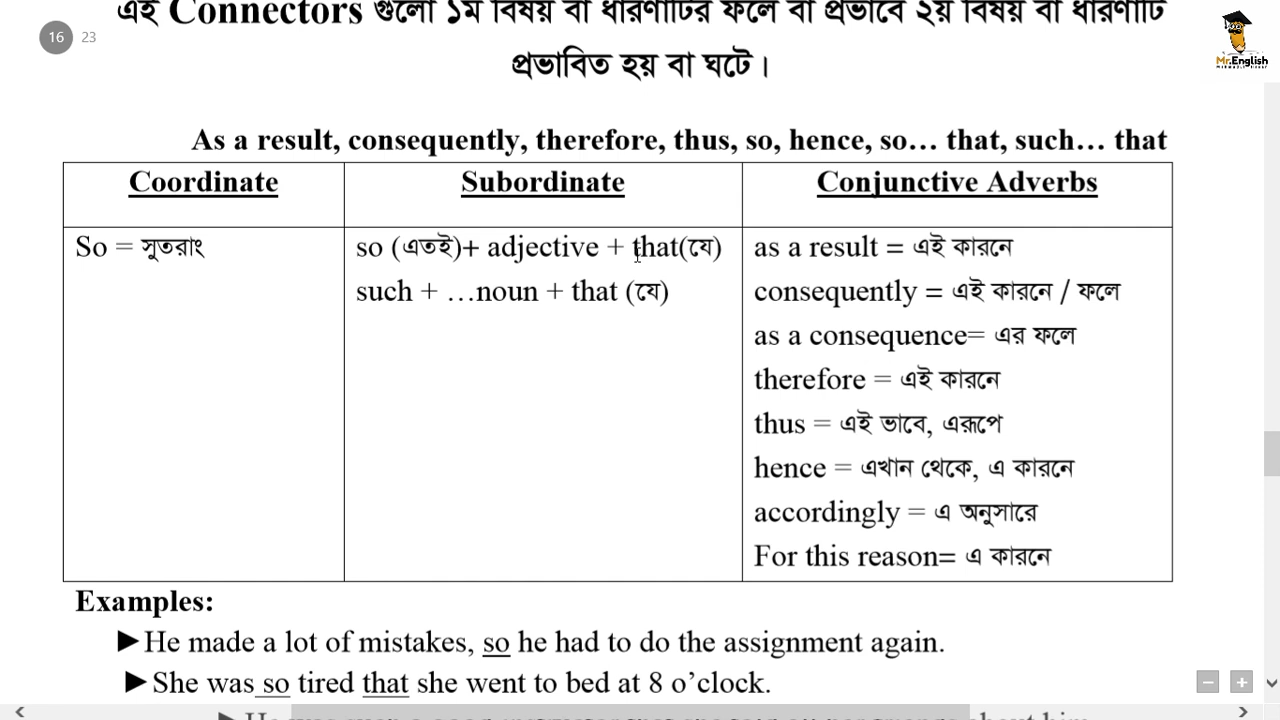 এই Connectors গুলো ১ম বিষয় বা ধারণাটির ফলে বা প্রভাবে ২য় বিষয় বা ধারণাটি
16 23
প্রভাবিত হয় বা ঘটে।
Mr.English
As a result, consequently, therefore, thus, so, hence, so… that, such… that
Coordinate Subordinate Conjunctive Adverbs
So = সুতরাং
so (এতই)+ adjective + that(যে)
such + …noun + that (যে)
as a result = এই কারনে
consequently = এই কারনে / ফলে
as a consequence= এর ফলে
therefore = এই কারনে
thus = এই ভাবে, এরূপে
hence = এখান থেকে, এ কারনে
accordingly = এ অনুসারে
For this reason= এ কারনে
Examples:
►He made a lot of mistakes, so he had to do the assignment again.
►She was so tired that she went to bed at 8 o’clock.